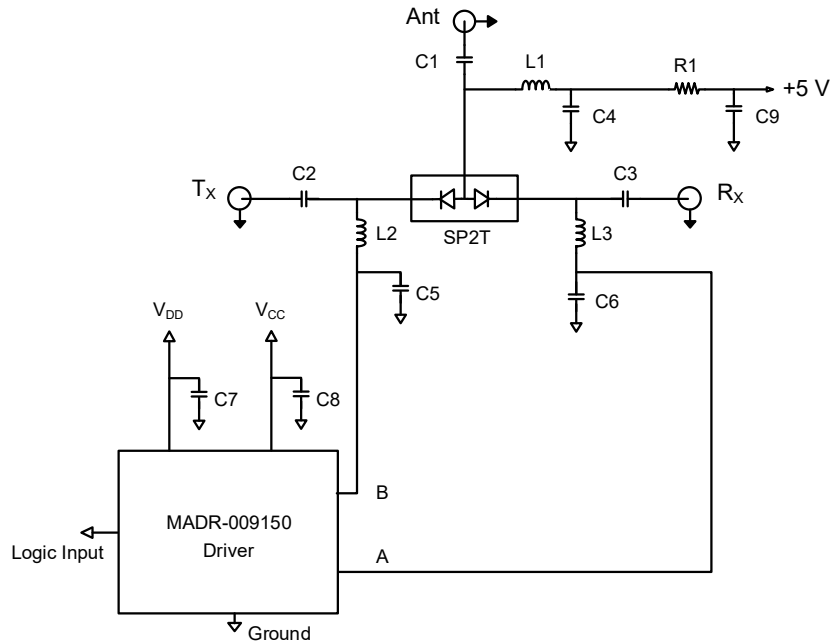 Ant
C1
L1
R1
+5 V
C4
C9
C2
C3
TX
RX
SP2T
L2
L3
C5
C6
VDD
VCC
C7
C8
B
MADR-009150
Driver
A
Logic Input
Ground